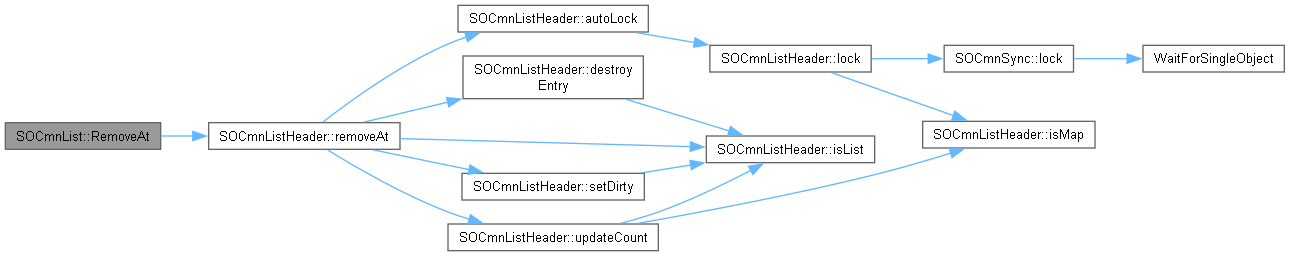 SOCmnList::RemoveAt
SOCmnListHeader::removeAt
SOCmnListHeader::autoLock
SOCmnListHeader::destroy
Entry
SOCmnListHeader::setDirty
SOCmnListHeader::updateCount
SOCmnListHeader::lock
SOCmnListHeader::isList
SOCmnSync::lock
SOCmnListHeader::isMap
WaitForSingleObject